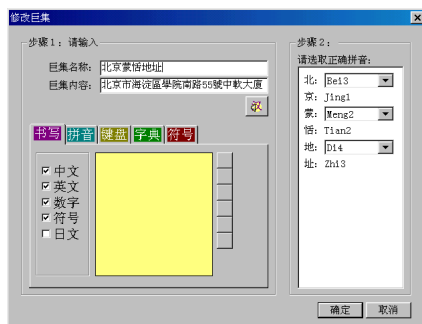 修改巨集
步骤1：请输入
巨集名称：北京蒙恬地址
巨集内容：北京市海淀區學院南路55號中軟大厦
书写 拼音 键盘 字典 符号
中文
英文
数字
符号
日文
步骤2：
请选取正确拼音：
北：Bei3
京：Jing1
蒙：Meng2
恬：Tian2
地：Di4
址：Zhi3
确定 取消